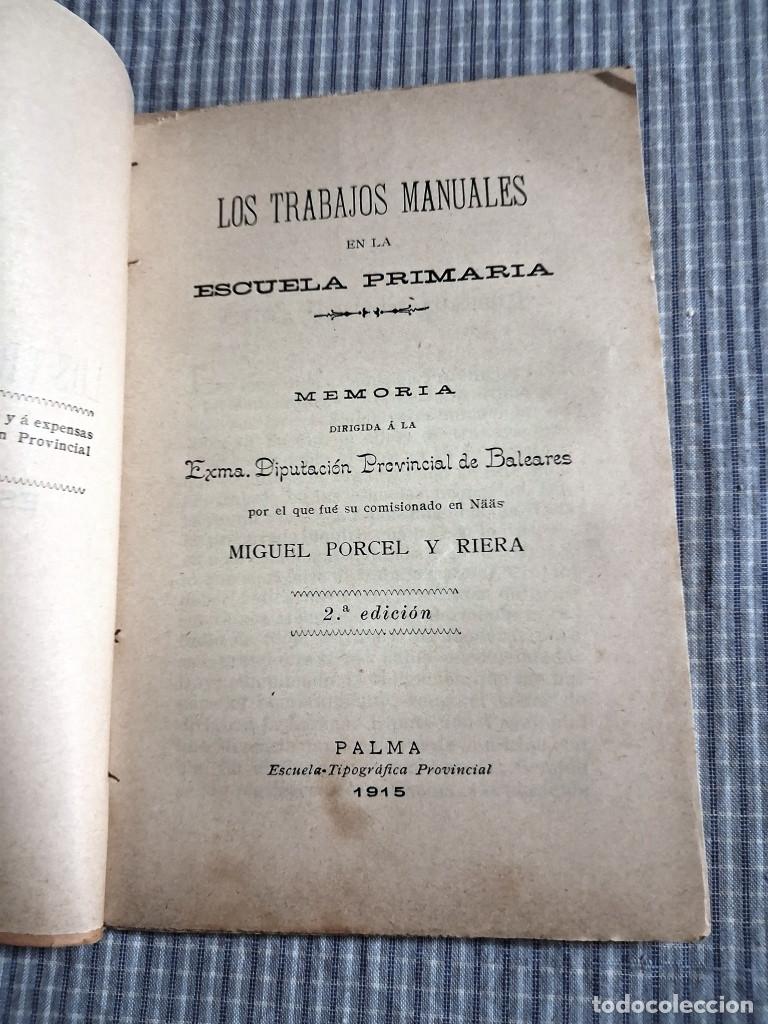 y á expensas
n Provincial
LOS TRABAJOS MANUALES
EN LA
ESCUELA PRIMARIA
MEMORIA
DIRIGIDA Á LA
Exma. Diputación Provincial de Baleares
por el que fué su comisionado en Nääs
MIGUEL PORCEL Y RIERA
2.ª edición
PALMA
Escuela-Tipográfica Provincial
1915
todocoleccion